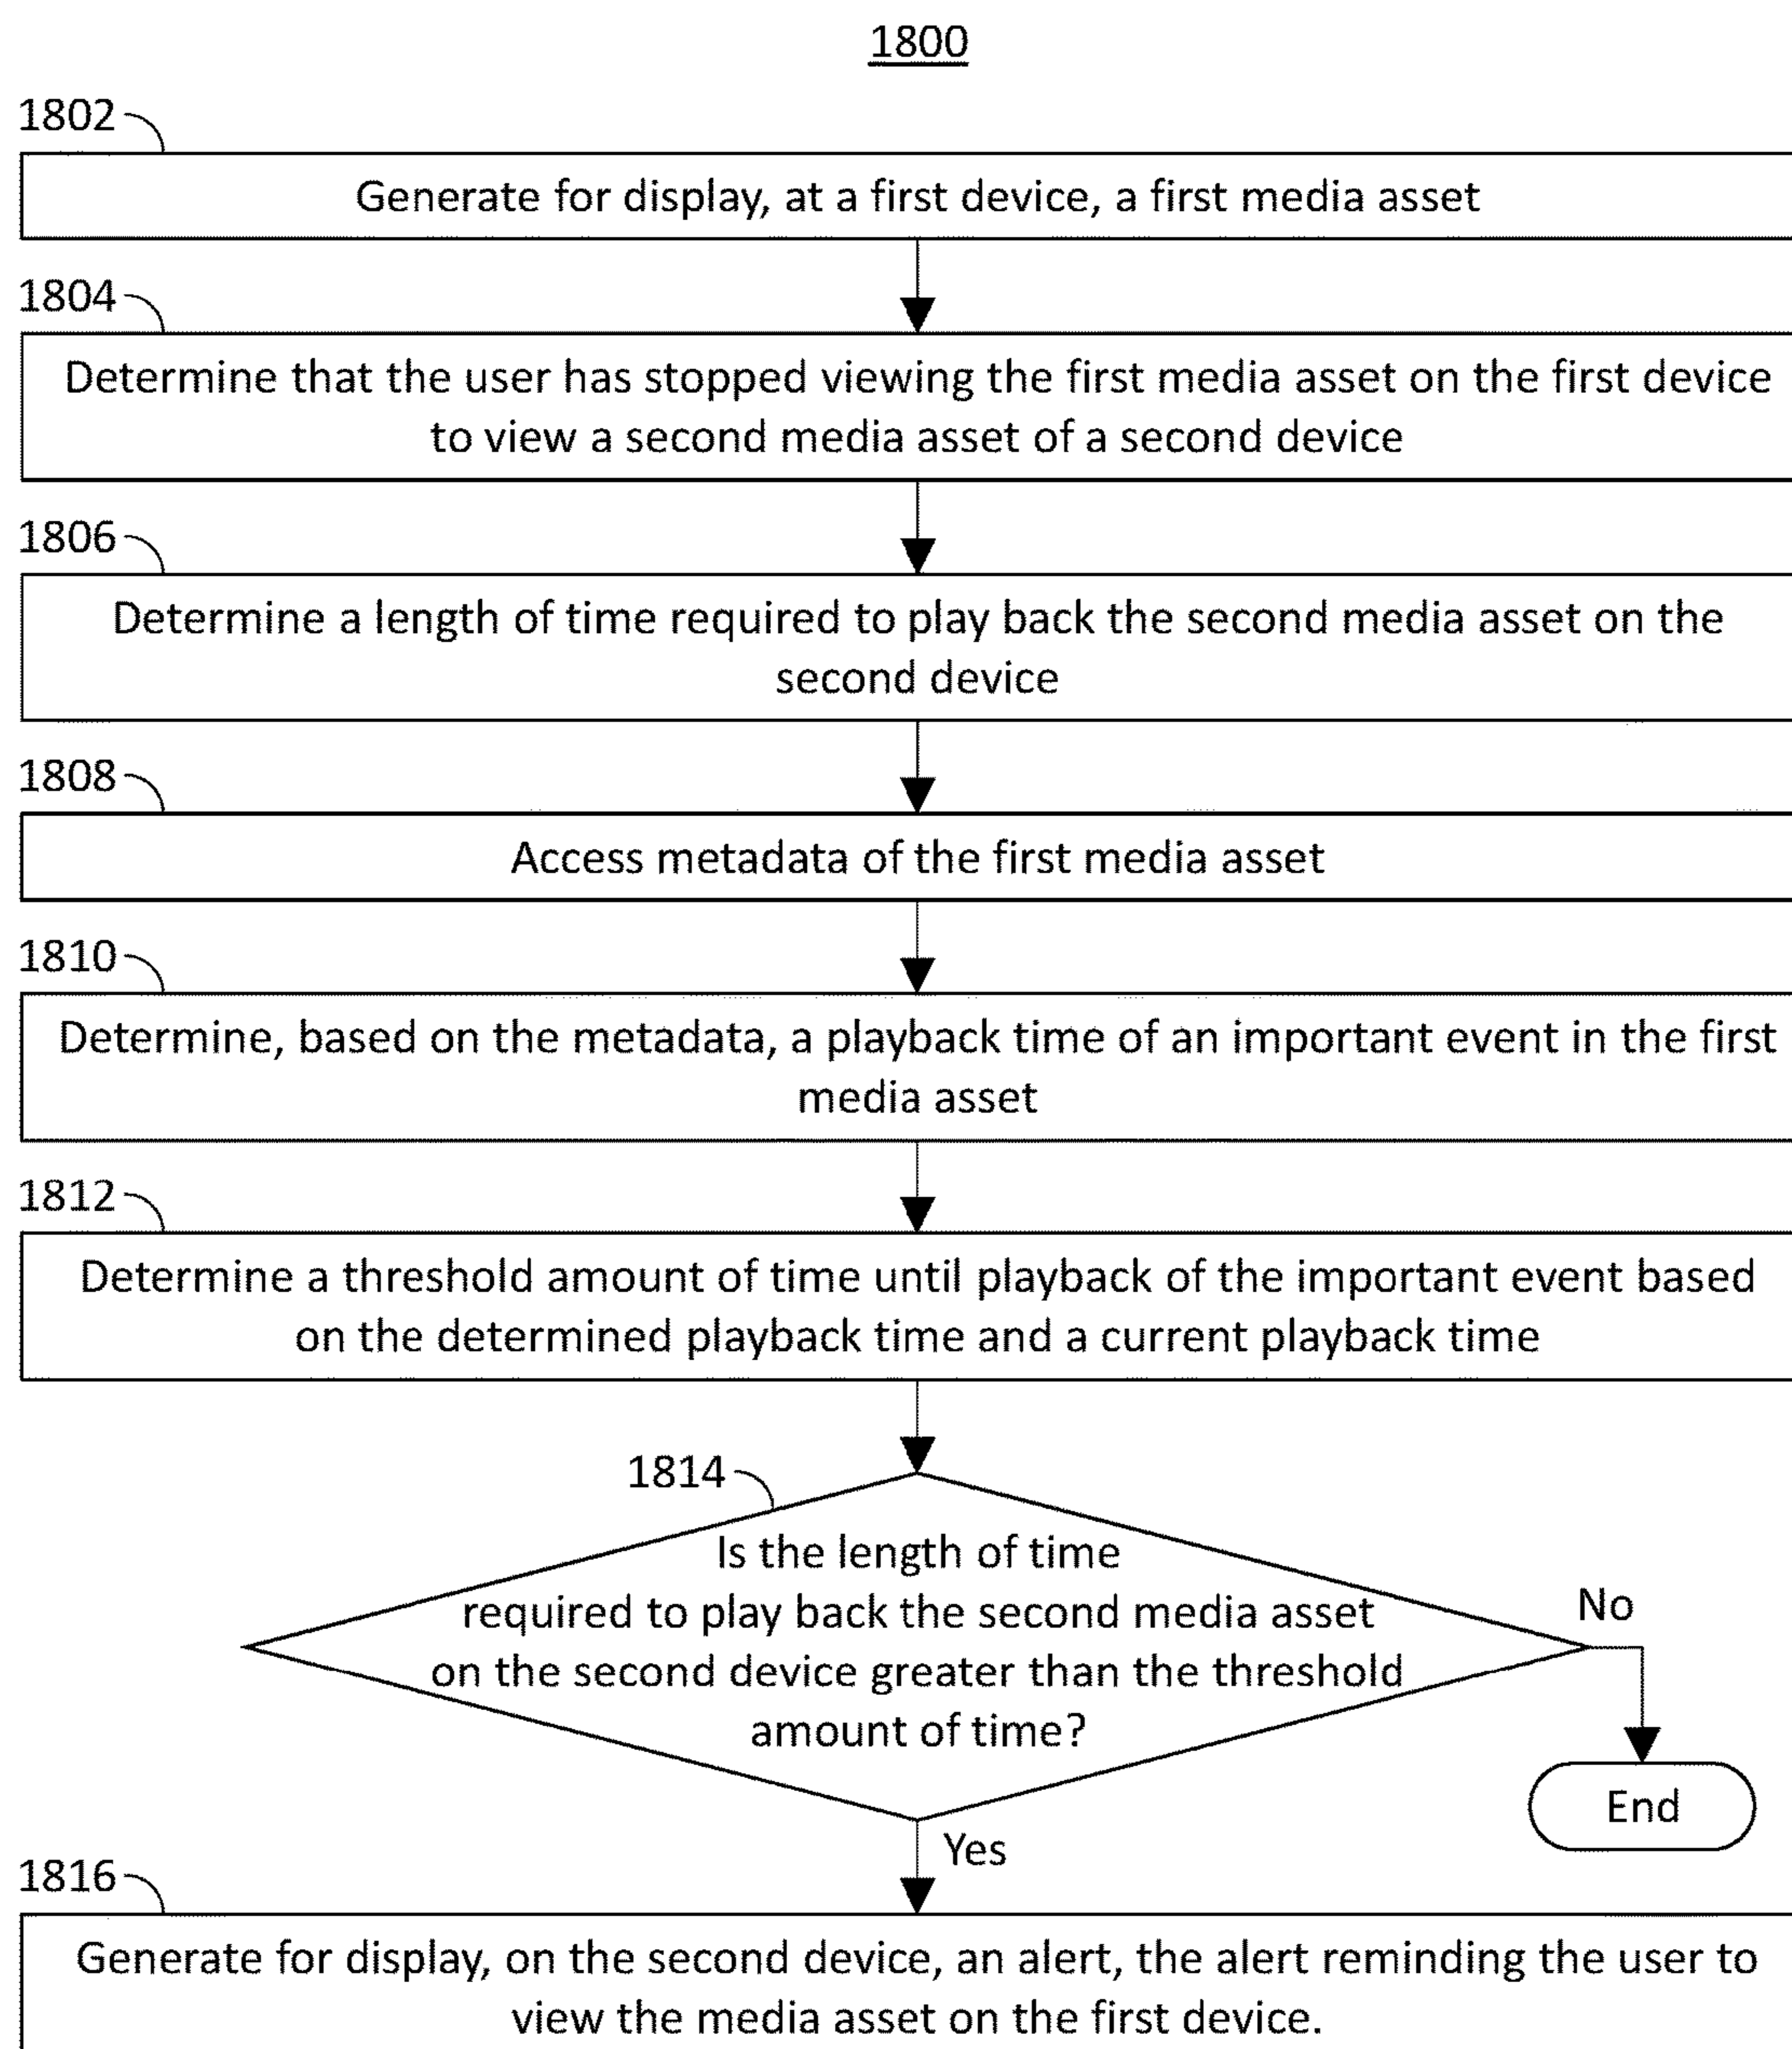 1800
1802
Generate for display, at a first device, a first media asset
1804
Determine that the user has stopped viewing the first media asset on the first device
to view a second media asset of a second device
1806
Determine a length of time required to play back the second media asset on the
second device
1808
Access metadata of the first media asset
1810
Determine, based on the metadata, a playback time of an important event in the first
media asset
1812
Determine a threshold amount of time until playback of the important event based
on the determined playback time and a current playback time
1814
Is the length of time
required to play back the second media asset
on the second device greater than the threshold
amount of time?
No
End
Yes
1816
Generate for display, on the second device, an alert, the alert reminding the user to
view the media asset on the first device.